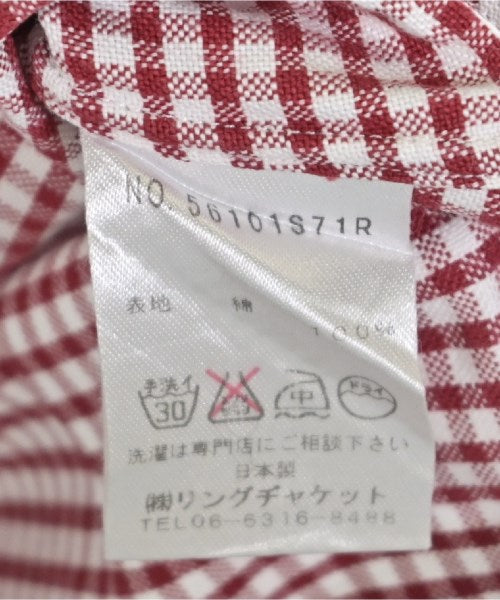 NO. 56101S71R
表地 綿 100%
手洗イ 30 中 ドライ
洗濯は専門店にご相談下さい
日本製
㈱リングヂャケット
TEL06-6316-8488